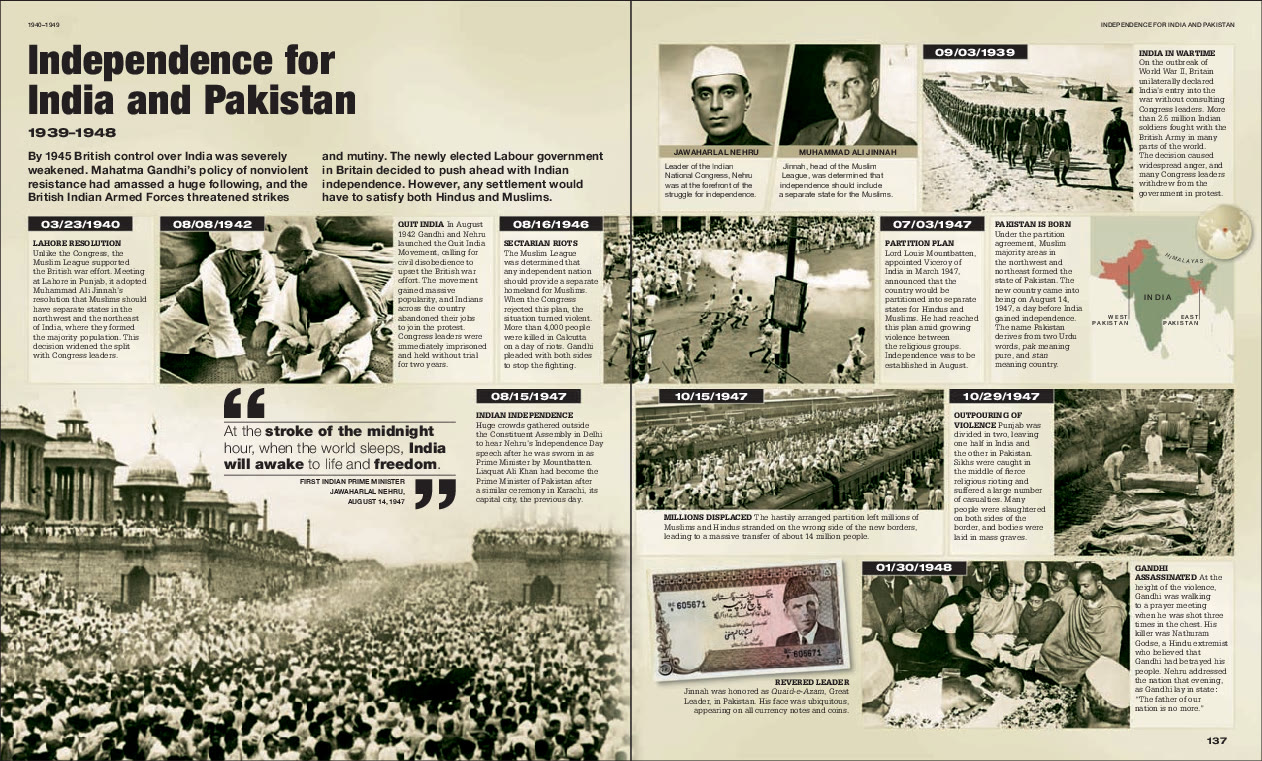 1940–1949
INDEPENDENCE FOR INDIA AND PAKISTAN
Independence for
India and Pakistan
1939–1948
By 1945 British control over India was severely
weakened. Mahatma Gandhi's policy of nonviolent
resistance had amassed a huge following, and the
British Indian Armed Forces threatened strikes
and mutiny. The newly elected Labour government
in Britain decided to push ahead with Indian
independence. However, any settlement would
have to satisfy both Hindus and Muslims.
JAWAHARLAL NEHRU
Leader of the Indian
National Congress, Nehru
was at the forefront of the
struggle for independence.
MUHAMMAD ALI JINNAH
Jinnah, head of the Muslim
League, was determined that
independence should include
a separate state for the Muslims.
09/03/1939
INDIA IN WARTIME
On the outbreak of
World War II, Britain
unilaterally declared
India's entry into the
war without consulting
Congress leaders. More
than 2.5 million Indian
soldiers fought with the
British Army in many
parts of the world.
The decision caused
widespread anger, and
many Congress leaders
withdrew from the
government in protest.
03/23/1940
LAHORE RESOLUTION
Unlike the Congress, the
Muslim League supported
the British war effort. Meeting
at Lahore in Punjab, it adopted
Muhammad Ali Jinnah's
resolution that Muslims should
have separate states in the
northwest and the northeast
of India, where they formed
the majority population. This
decision widened the split
with Congress leaders.
08/08/1942
QUIT INDIA In August
1942 Gandhi and Nehru
launched the Quit India
Movement, calling for
civil disobedience to
upset the British war
effort. The movement
gained massive
popularity, and Indians
across the country
abandoned their jobs
to join the protest.
Congress leaders were
immediately imprisoned
and held without trial
for two years.
08/16/1946
SECTARIAN RIOTS
The Muslim League
was determined that
any independent nation
should provide a separate
homeland for Muslims.
When the Congress
rejected this plan, the
situation turned violent.
More than 4,000 people
were killed in Calcutta
on a day of riots. Gandhi
pleaded with both sides
to stop the fighting.
07/03/1947
PARTITION PLAN
Lord Louis Mountbatten,
appointed Viceroy of
India in March 1947,
announced that the
country would be
partitioned into separate
states for Hindus and
Muslims. He had reached
this plan amid growing
violence between
the religious groups.
Independence was to be
established in August.
PAKISTAN IS BORN
Under the partition
agreement, Muslim
majority areas in
the northwest and
northeast formed the
state of Pakistan. The
new country came into
being on August 14,
1947, a day before India
gained independence.
The name Pakistan
derives from two Urdu
words, pak meaning
pure, and stan
meaning country.
HIMALAYAS
INDIA
WEST
PAKISTAN
EAST
PAKISTAN
“
At the stroke of the midnight
hour, when the world sleeps, India
will awake to life and freedom.
FIRST INDIAN PRIME MINISTER
JAWAHARLAL NEHRU,
AUGUST 14, 1947
”
08/15/1947
INDIAN INDEPENDENCE
Huge crowds gathered outside
the Constituent Assembly in Delhi
to hear Nehru's Independence Day
speech after he was sworn in as
Prime Minister by Mountbatten.
Liaquat Ali Khan had become the
Prime Minister of Pakistan after
a similar ceremony in Karachi, its
capital city, the previous day.
10/15/1947
MILLIONS DISPLACED The hastily arranged partition left millions of
Muslims and Hindus stranded on the wrong side of the new borders,
leading to a massive transfer of about 14 million people.
10/29/1947
OUTPOURING OF
VIOLENCE Punjab was
divided in two, leaving
one half in India and
the other in Pakistan.
Sikhs were caught in
the middle of fierce
religious rioting and
suffered a large number
of casualties. Many
people were slaughtered
on both sides of the
border, and bodies were
laid in mass graves.
605671
605671
REVERED LEADER
Jinnah was honored as Quaid-e-Azam, Great
Leader, in Pakistan. His face was ubiquitous,
appearing on all currency notes and coins.
01/30/1948
GANDHI
ASSASSINATED At the
height of the violence,
Gandhi was walking
to a prayer meeting
when he was shot three
times in the chest. His
killer was Nathuram
Godse, a Hindu extremist
who believed that
Gandhi had betrayed his
people. Nehru addressed
the nation that evening,
as Gandhi lay in state:
“The father of our
nation is no more.”
137